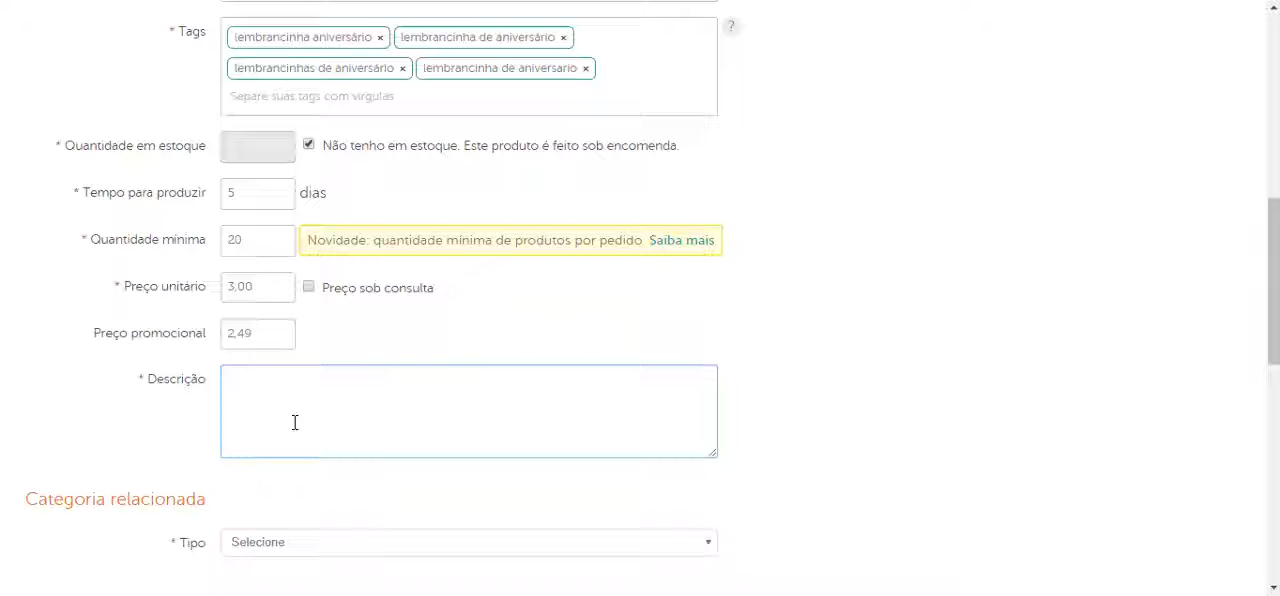 * Tags
lembrancinha aniversário × lembrancinha de aniversário ×
lembrancinhas de aniversário × lembrancinha de aniversario ×
Separe suas tags com vírgulas
?
* Quantidade em estoque Não tenho em estoque. Este produto é feito sob encomenda.
* Tempo para produzir 5 dias
* Quantidade mínima 20 Novidade: quantidade mínima de produtos por pedido Saiba mais
* Preço unitário 3,00 Preço sob consulta
Preço promocional 2,49
* Descrição
Categoria relacionada
* Tipo Selecione